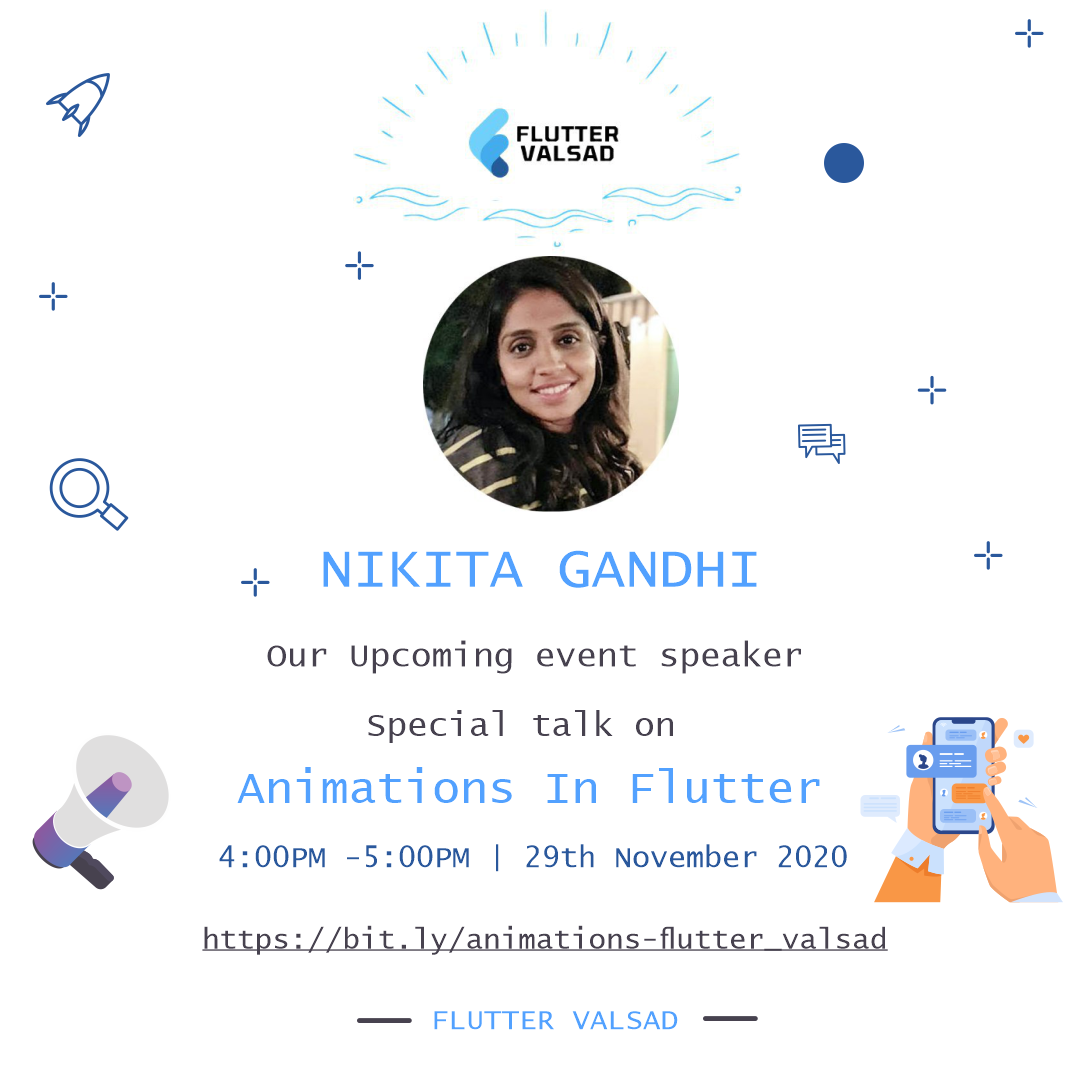 FLUTTER
VALSAD
NIKITA GANDHI
Our Upcoming event speaker
Special talk on
Animations In Flutter
4:00PM -5:00PM | 29th November 2020
https://bit.ly/animations-flutter_valsad
FLUTTER VALSAD